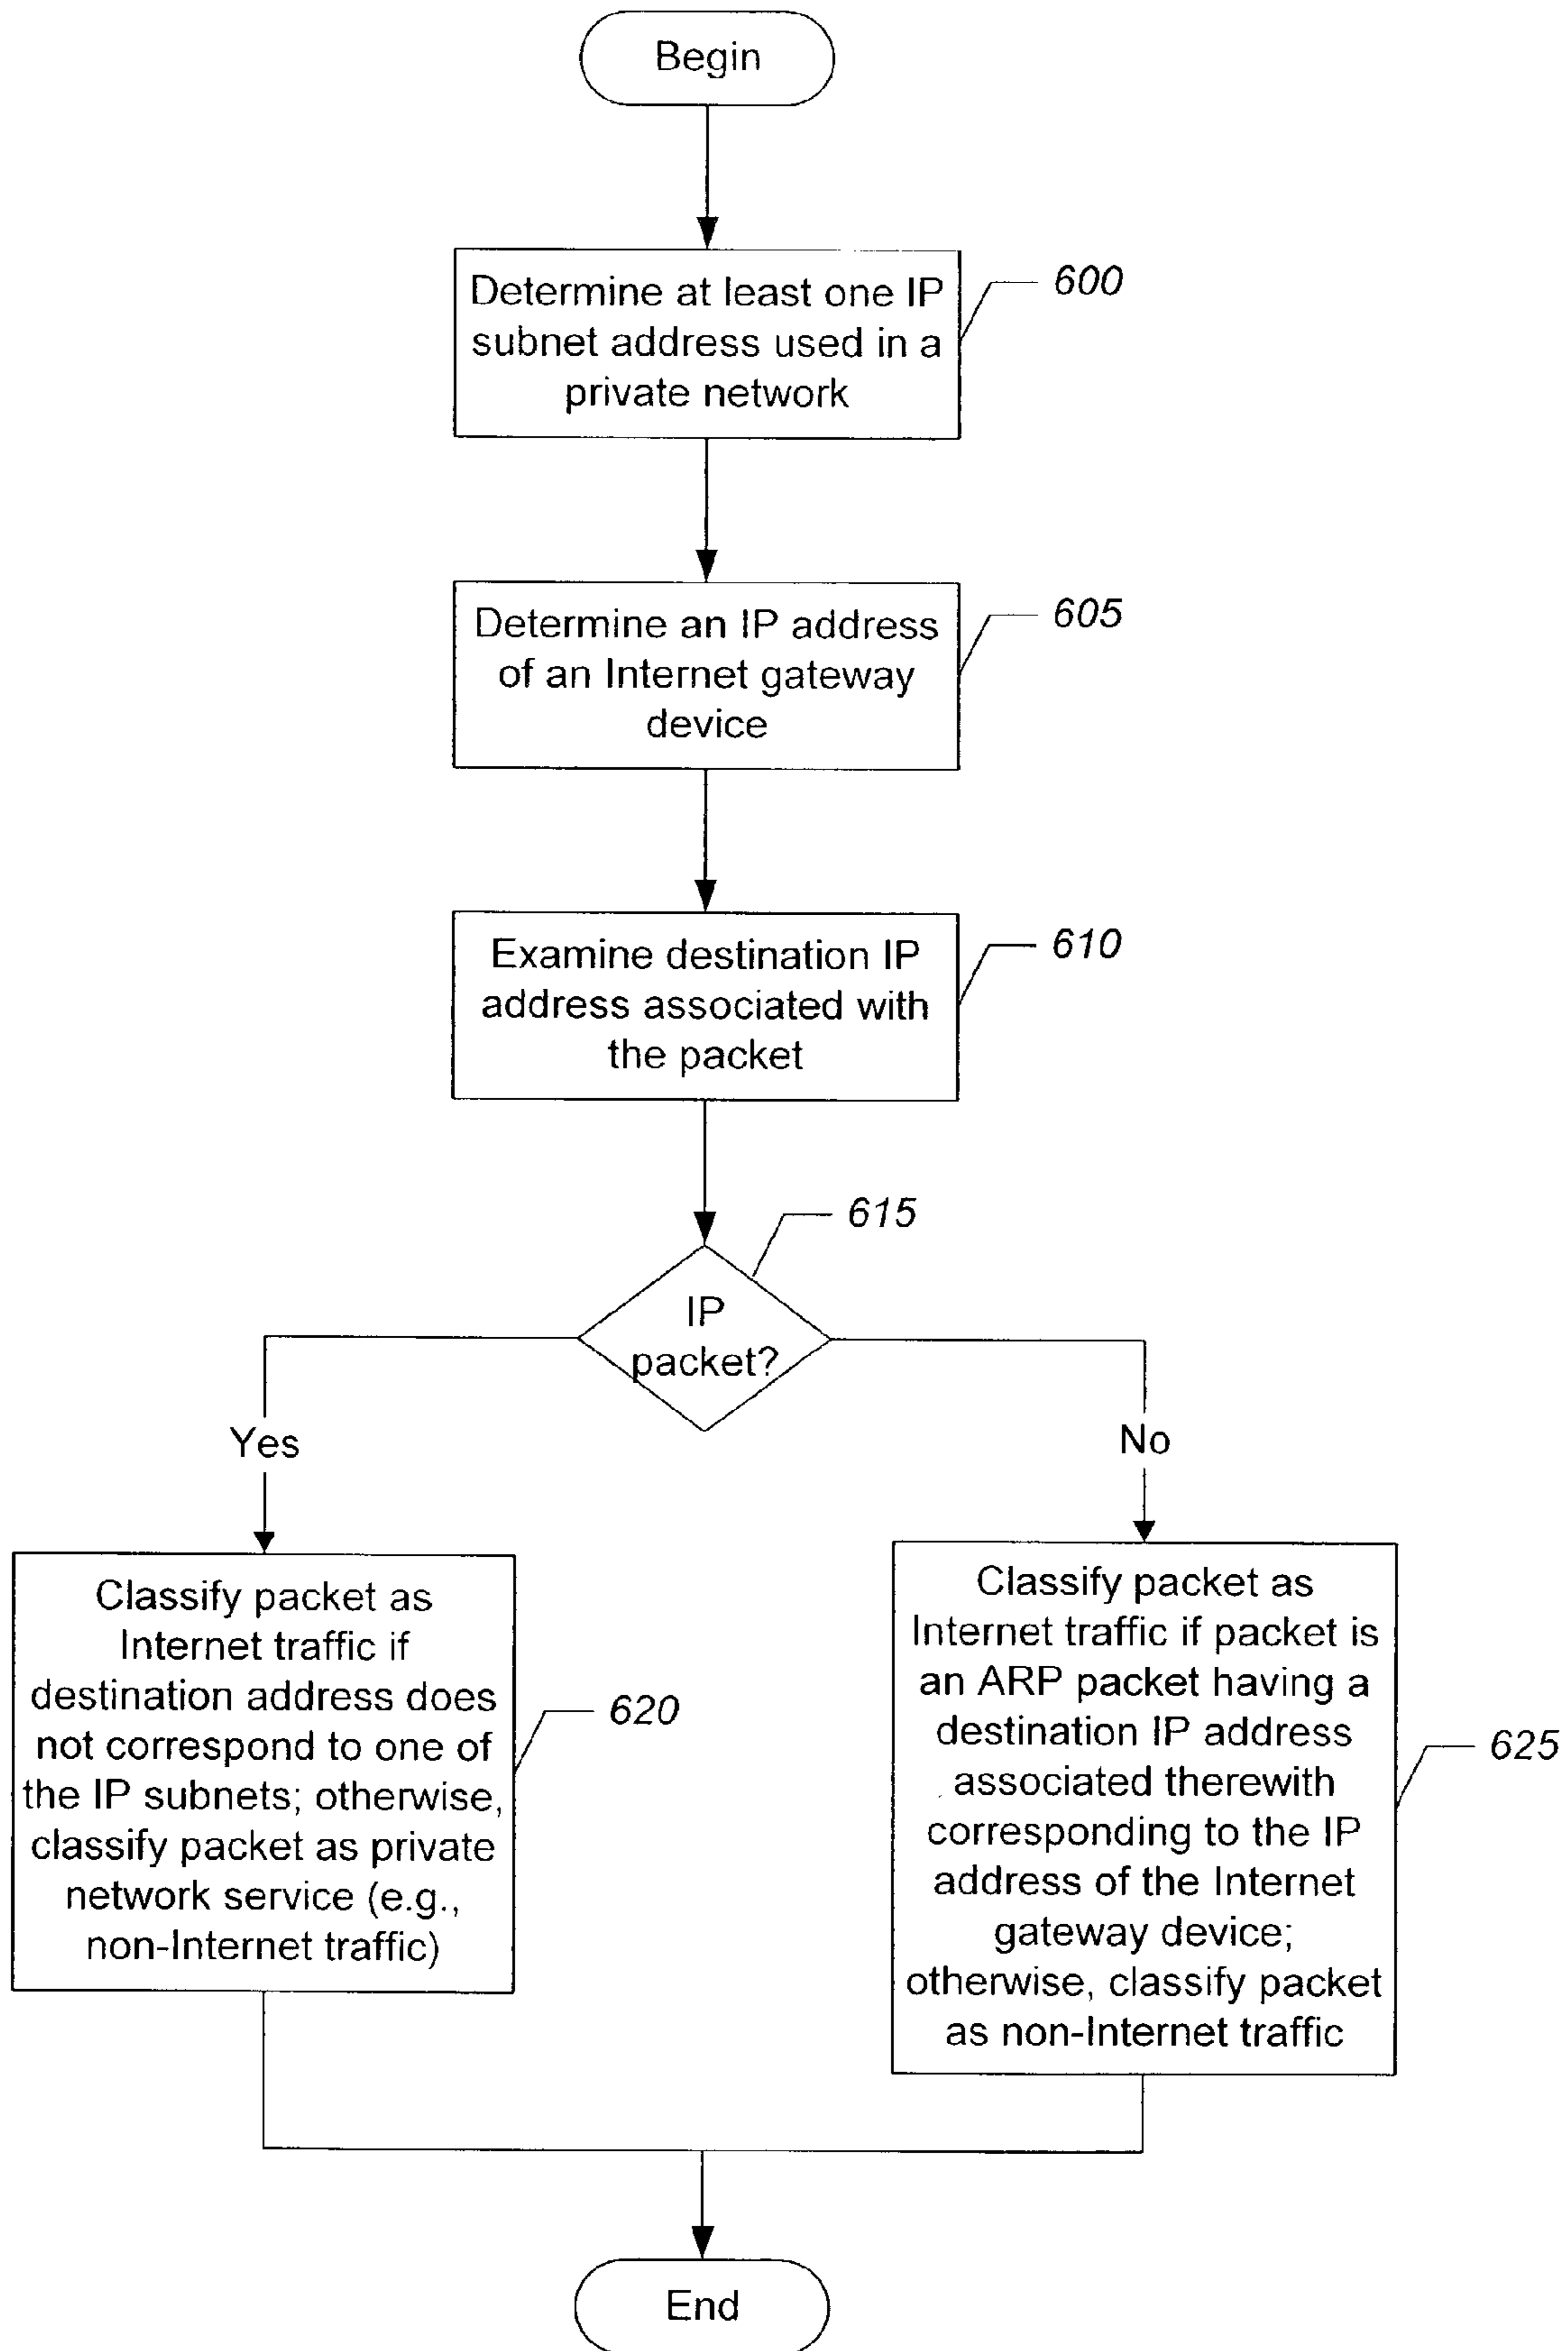 Begin
Determine at least one IP
subnet address used in a
private network
600
Determine an IP address
of an Internet gateway
device
605
Examine destination IP
address associated with
the packet
610
615
IP
packet?
Yes
No
Classify packet as
Internet traffic if
destination address does
not correspond to one of
the IP subnets; otherwise,
classify packet as private
network service (e.g.,
non-Internet traffic)
620
Classify packet as
Internet traffic if packet is
an ARP packet having a
destination IP address
associated therewith
corresponding to the IP
address of the Internet
gateway device;
otherwise, classify packet
as non-Internet traffic
625
End